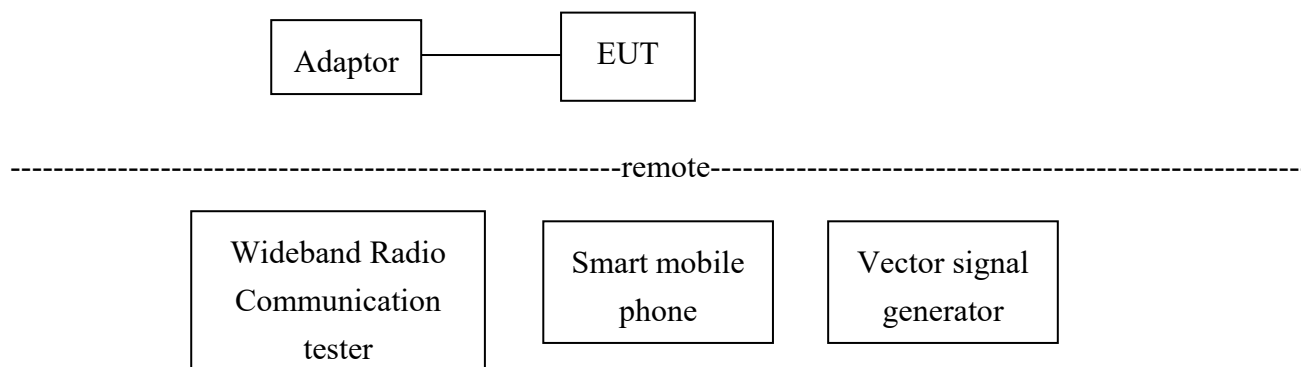 Adaptor
EUT
remote
Wideband Radio
Communication
tester
Smart mobile
phone
Vector signal
generator